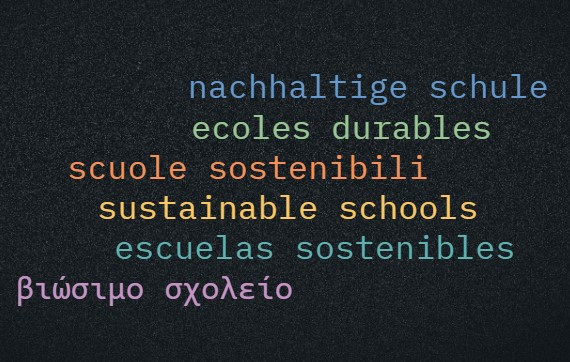 nachhaltige schule
ecoles durables
scuole sostenibili
sustainable schools
escuelas sostenibles
βιώσιμο σχολείο